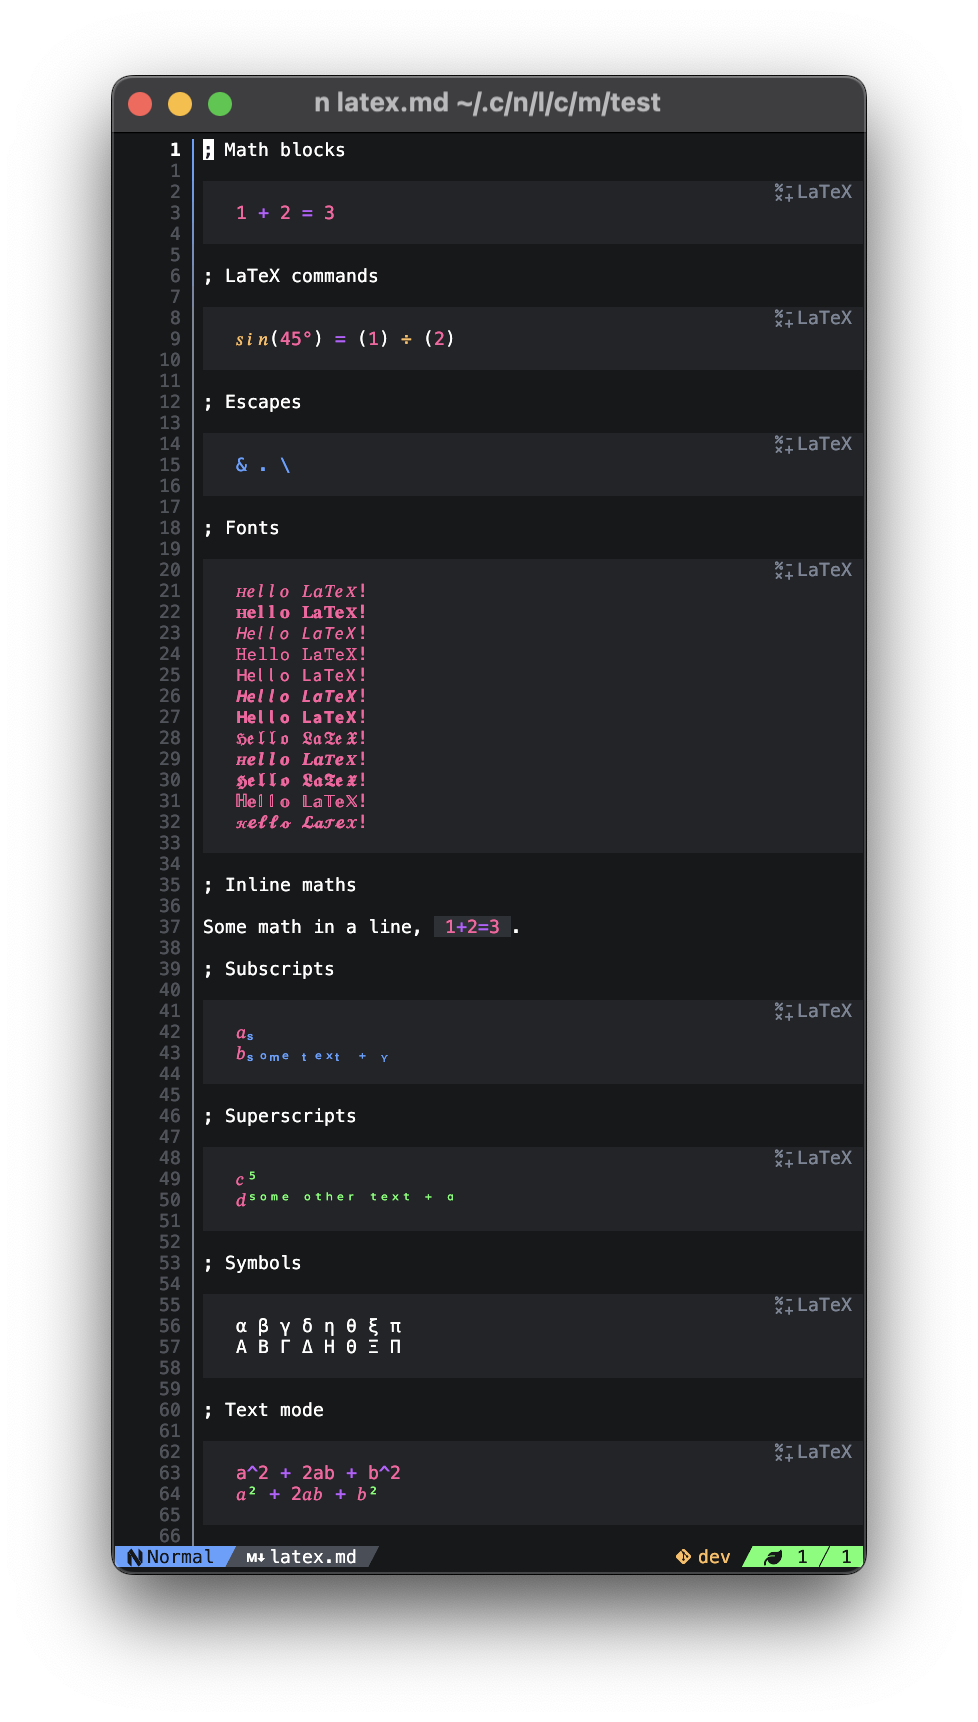 n latex.md ~/.c/n/l/c/m/test
1 ; Math blocks
1
2 LaTeX
3 1 + 2 = 3
4
5
6 ; LaTeX commands
7
8 LaTeX
9 𝑠𝑖𝑛(45°) = (1) ÷ (2)
10
11
12 ; Escapes
13
14 LaTeX
15 & . \
16
17
18 ; Fonts
19
20 LaTeX
21 Hello LaTeX!
22 Hello LaTeX!
23 Hello LaTeX!
24 Hello LaTeX!
25 Hello LaTeX!
26 Hello LaTeX!
27 Hello LaTeX!
28 Hello LaTeX!
29 Hello LaTeX!
30 Hello LaTeX!
31 Hello LaTeX!
32 Hello LaTeX!
33
34
35 ; Inline maths
36
37 Some math in a line, 1+2=3 .
38
39 ; Subscripts
40
41 LaTeX
42 𝑎ₛ
43 𝑏ₛₒₘₑ ₜₑₓₜ ₊ ᵧ
44
45
46 ; Superscripts
47
48 LaTeX
49 𝑐⁵
50 𝑑ˢᵒᵐᵉ ᵒᵗʰᵉʳ ᵗᵉˣᵗ ⁺ ᵅ
51
52
53 ; Symbols
54
55 LaTeX
56 α β γ δ η θ ξ π
57 Α Β Γ Δ Η Θ Ξ Π
58
59
60 ; Text mode
61
62 LaTeX
63 a^2 + 2ab + b^2
64 𝑎² + 2𝑎𝑏 + 𝑏²
65
66
Normal latex.md dev 1 / 1